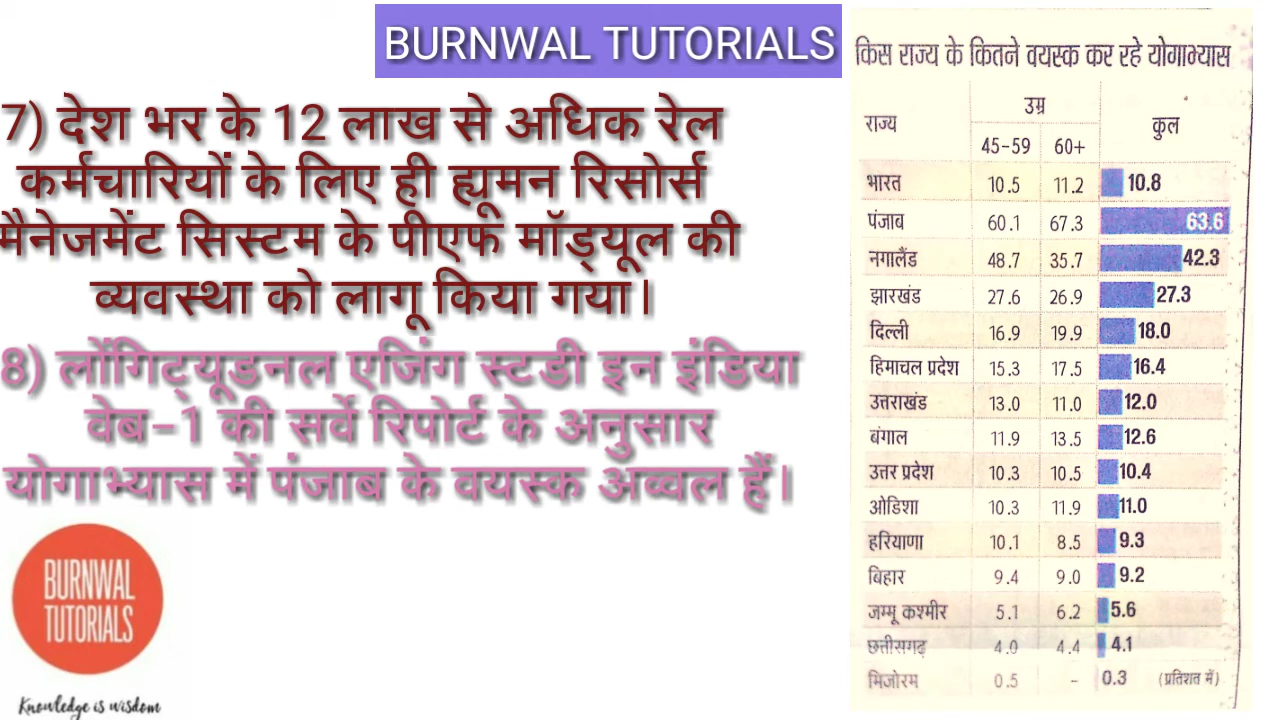 BURNWAL TUTORIALS
7) देश भर के 12 लाख से अधिक रेल
कर्मचारियों के लिए ही ह्यूमन रिसोर्स
मैनेजमेंट सिस्टम के पीएफ मॉड्यूल की
व्यवस्था को लागू किया गया।
8) लोंगिट्यूडनल एजिंग स्टडी इन इंडिया
वेब-1 की सर्वे रिपोर्ट के अनुसार
योगाभ्यास में पंजाब के वयस्क अव्वल हैं।
BURNWAL
TUTORIALS
Knowledge is wisdom
किस राज्य के कितने वयस्क कर रहे योगाभ्यास
राज्य उम्र कुल
45-59 60+
भारत 10.5 11.2 10.8
पंजाब 60.1 67.3 63.6
नगालैंड 48.7 35.7 42.3
झारखंड 27.6 26.9 27.3
दिल्ली 16.9 19.9 18.0
हिमाचल प्रदेश 15.3 17.5 16.4
उत्तराखंड 13.0 11.0 12.0
बंगाल 11.9 13.5 12.6
उत्तर प्रदेश 10.3 10.5 10.4
ओडिशा 10.3 11.9 11.0
हरियाणा 10.1 8.5 9.3
बिहार 9.4 9.0 9.2
जम्मू कश्मीर 5.1 6.2 5.6
छत्तीसगढ़ 4.0 4.4 4.1
मिजोरम 0.5 - 0.3 (प्रतिशत में)